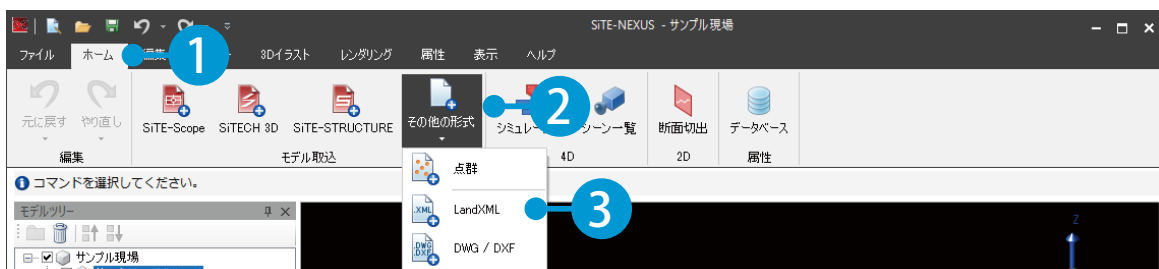 SiTE-NEXUS - サンプル現場
ファイル ホーム 編集 3Dイラスト レンダリング 属性 表示 ヘルプ
1
元に戻す やり直し SiTE-Scope SiTECH 3D SiTE-STRUCTURE その他の形式 シーン一覧 断面切出 データベース
2
編集 モデル取込 4D 2D 属性
コマンドを選択してください。
点群
モデルツリー
LandXML
3
DWG / DXF
サンプル現場